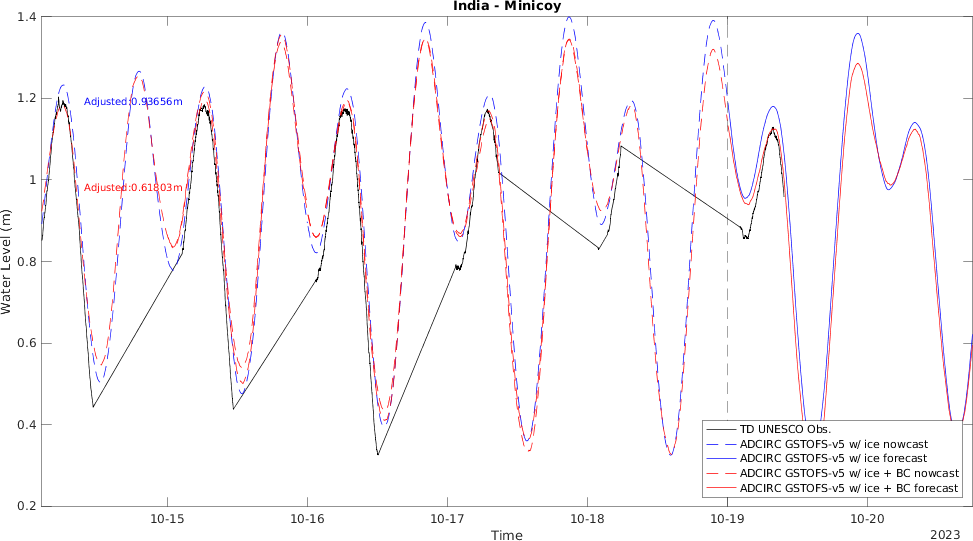 India - Minicoy
1.4
1.2
1
0.8
0.6
0.4
0.2
Water Level (m)
Adjusted:0.93656m
Adjusted:0.61803m
TD UNESCO Obs.
ADCIRC GSTOFS-v5 w/ ice nowcast
ADCIRC GSTOFS-v5 w/ ice forecast
ADCIRC GSTOFS-v5 w/ ice + BC nowcast
ADCIRC GSTOFS-v5 w/ ice + BC forecast
10-15
10-16
10-17
10-18
10-19
10-20
Time
2023